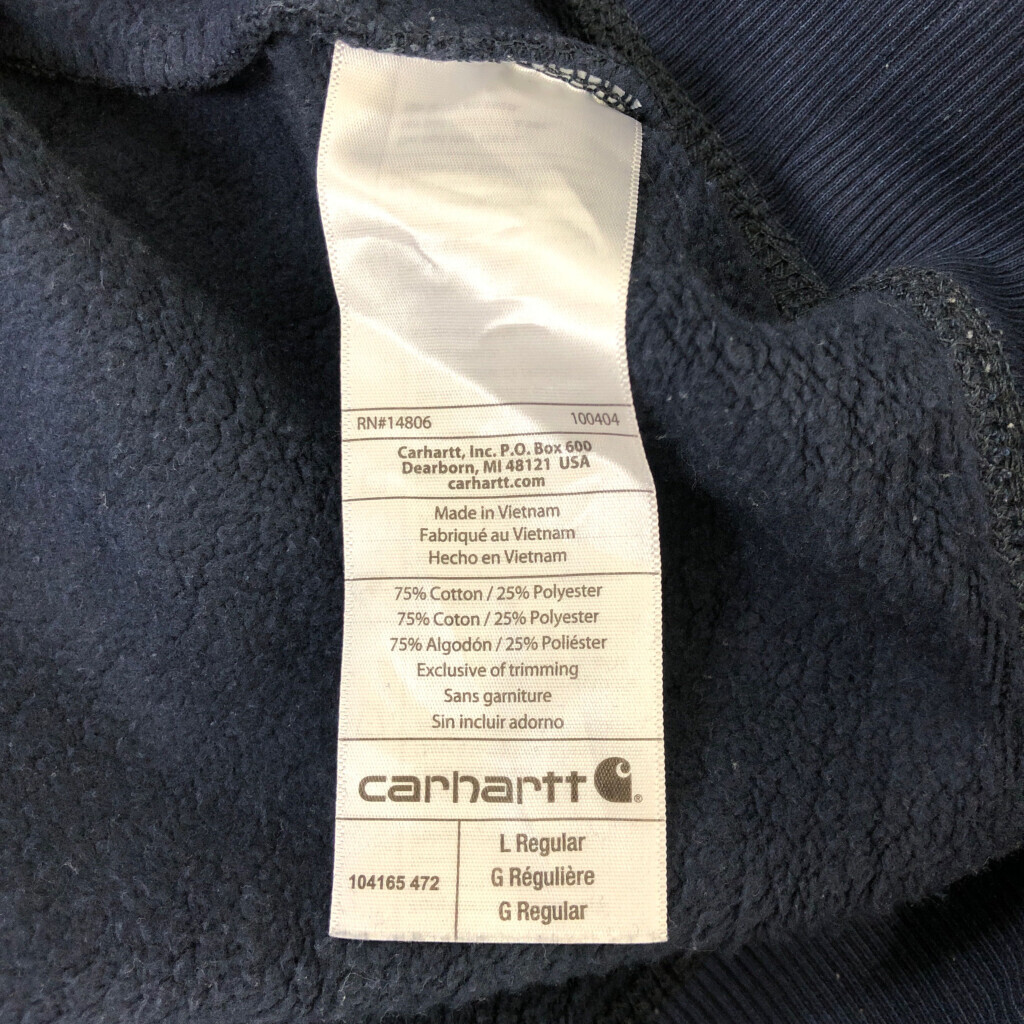 RN#14806 100404
Carhartt, Inc. P.O. Box 600
Dearborn, MI 48121 USA
carhartt.com
Made in Vietnam
Fabriqué au Vietnam
Hecho en Vietnam
75% Cotton / 25% Polyester
75% Coton / 25% Polyester
75% Algodón / 25% Poliéster
Exclusive of trimming
Sans garniture
Sin incluir adorno
carhartt ®
104165 472
L Regular
G Régulière
G Regular